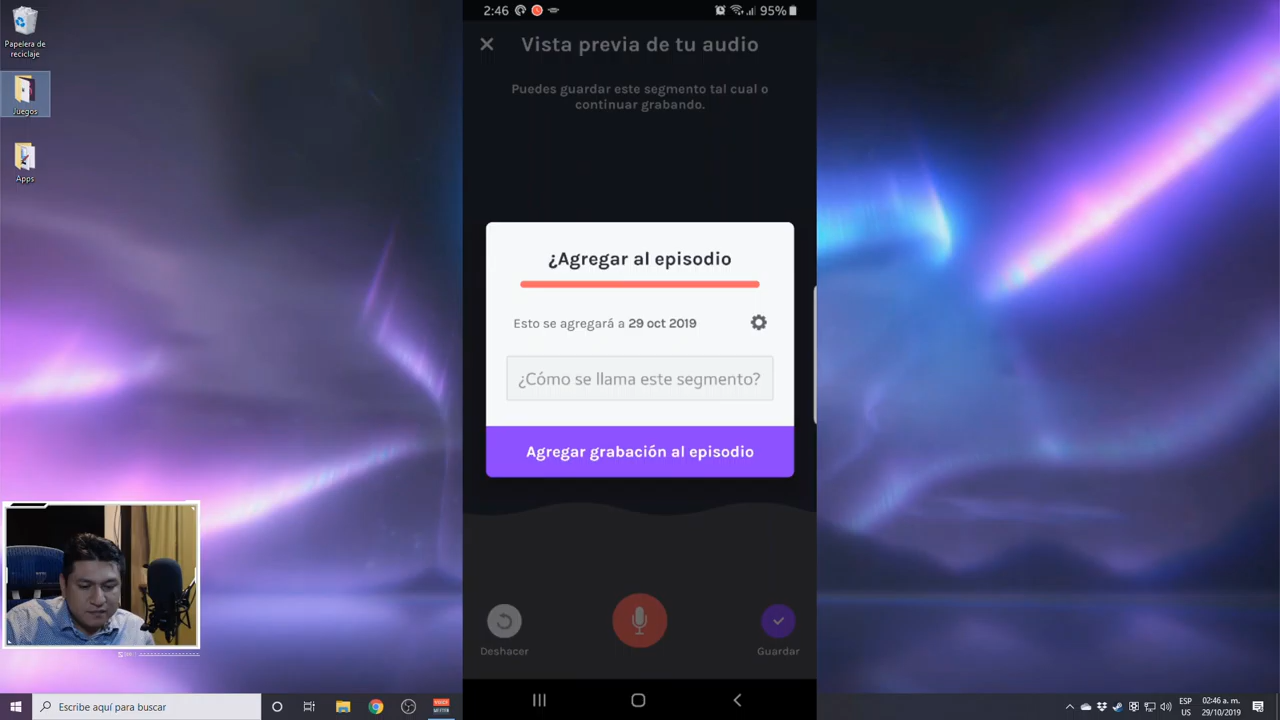 Papelera de
reciclaje
Juegos
Apps
2:46
95%
Vista previa de tu audio
Puedes guardar este segmento tal cual o
continuar grabando.
¿Agregar al episodio
Esto se agregará a 29 oct 2019
¿Cómo se llama este segmento?
Agregar grabación al episodio
Deshacer
Guardar
Escribe aquí para buscar
ESP
US
02:46 a. m.
29/10/2019